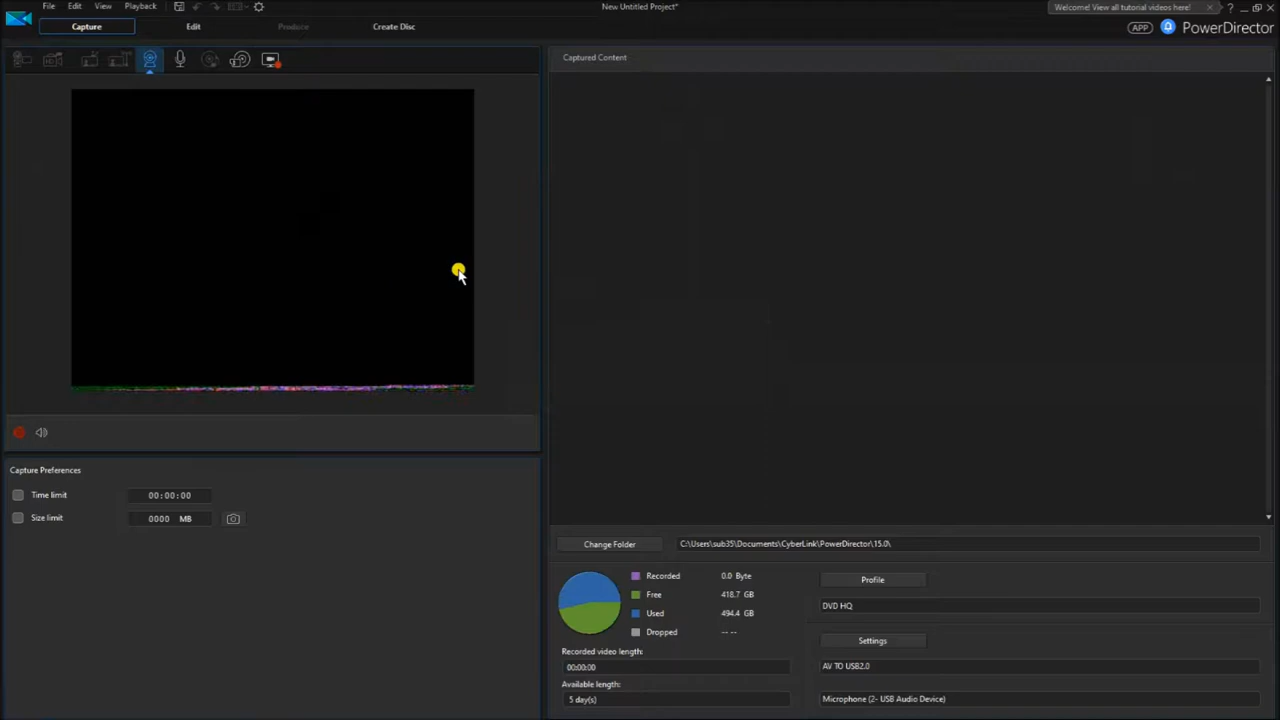 File Edit View Playback New Untitled Project* Welcome! View all tutorial videos here! × ?
Capture Edit Produce Create Disc APP PowerDirector
HD
Captured Content
Capture Preferences
Time limit 00:00:00
Size limit 0000 MB
Change Folder C:\Users\sub35\Documents\CyberLink\PowerDirector\15.0\
Recorded 0.0 Byte
Free 418.7 GB
Used 494.4 GB
Dropped -- --
Recorded video length:
00:00:00
Available length:
5 day(s)
Profile
DVD HQ
Settings
AV TO USB2.0
Microphone (2- USB Audio Device)